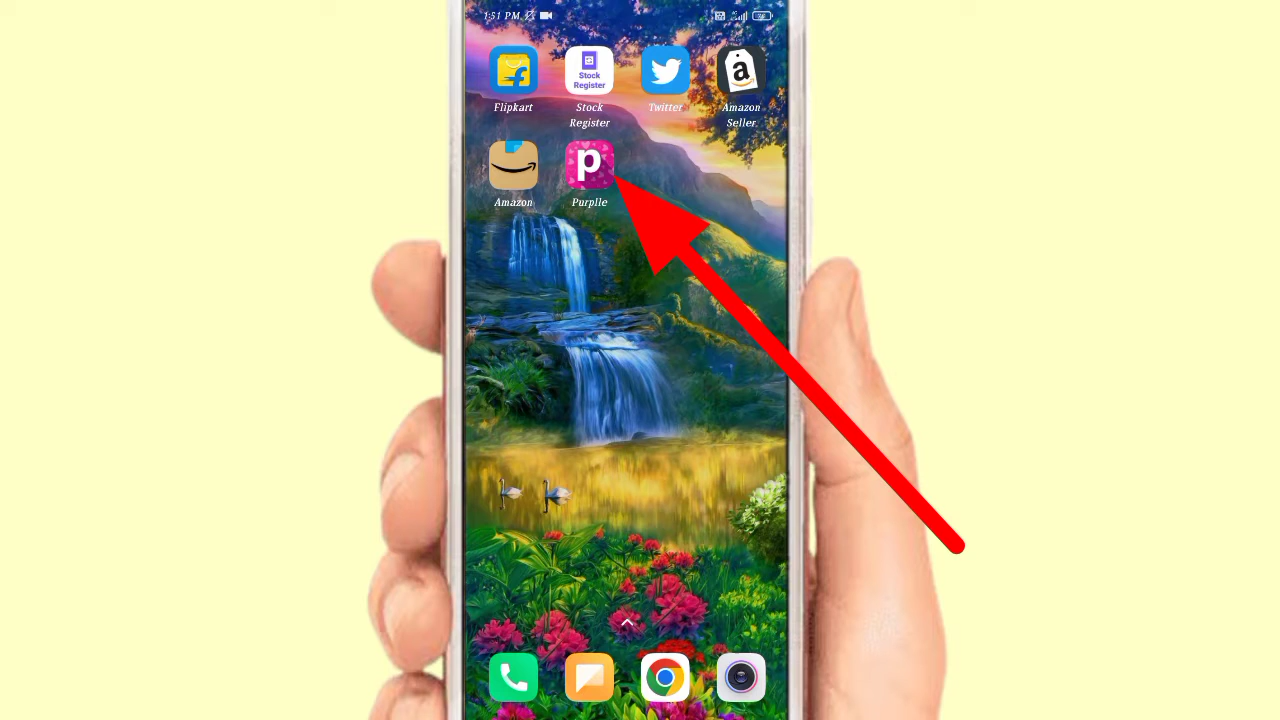 1:51 PM
Stock
Register
Flipkart
Stock
Register
Twitter
Amazon
Seller
a
p
Amazon
Purplle